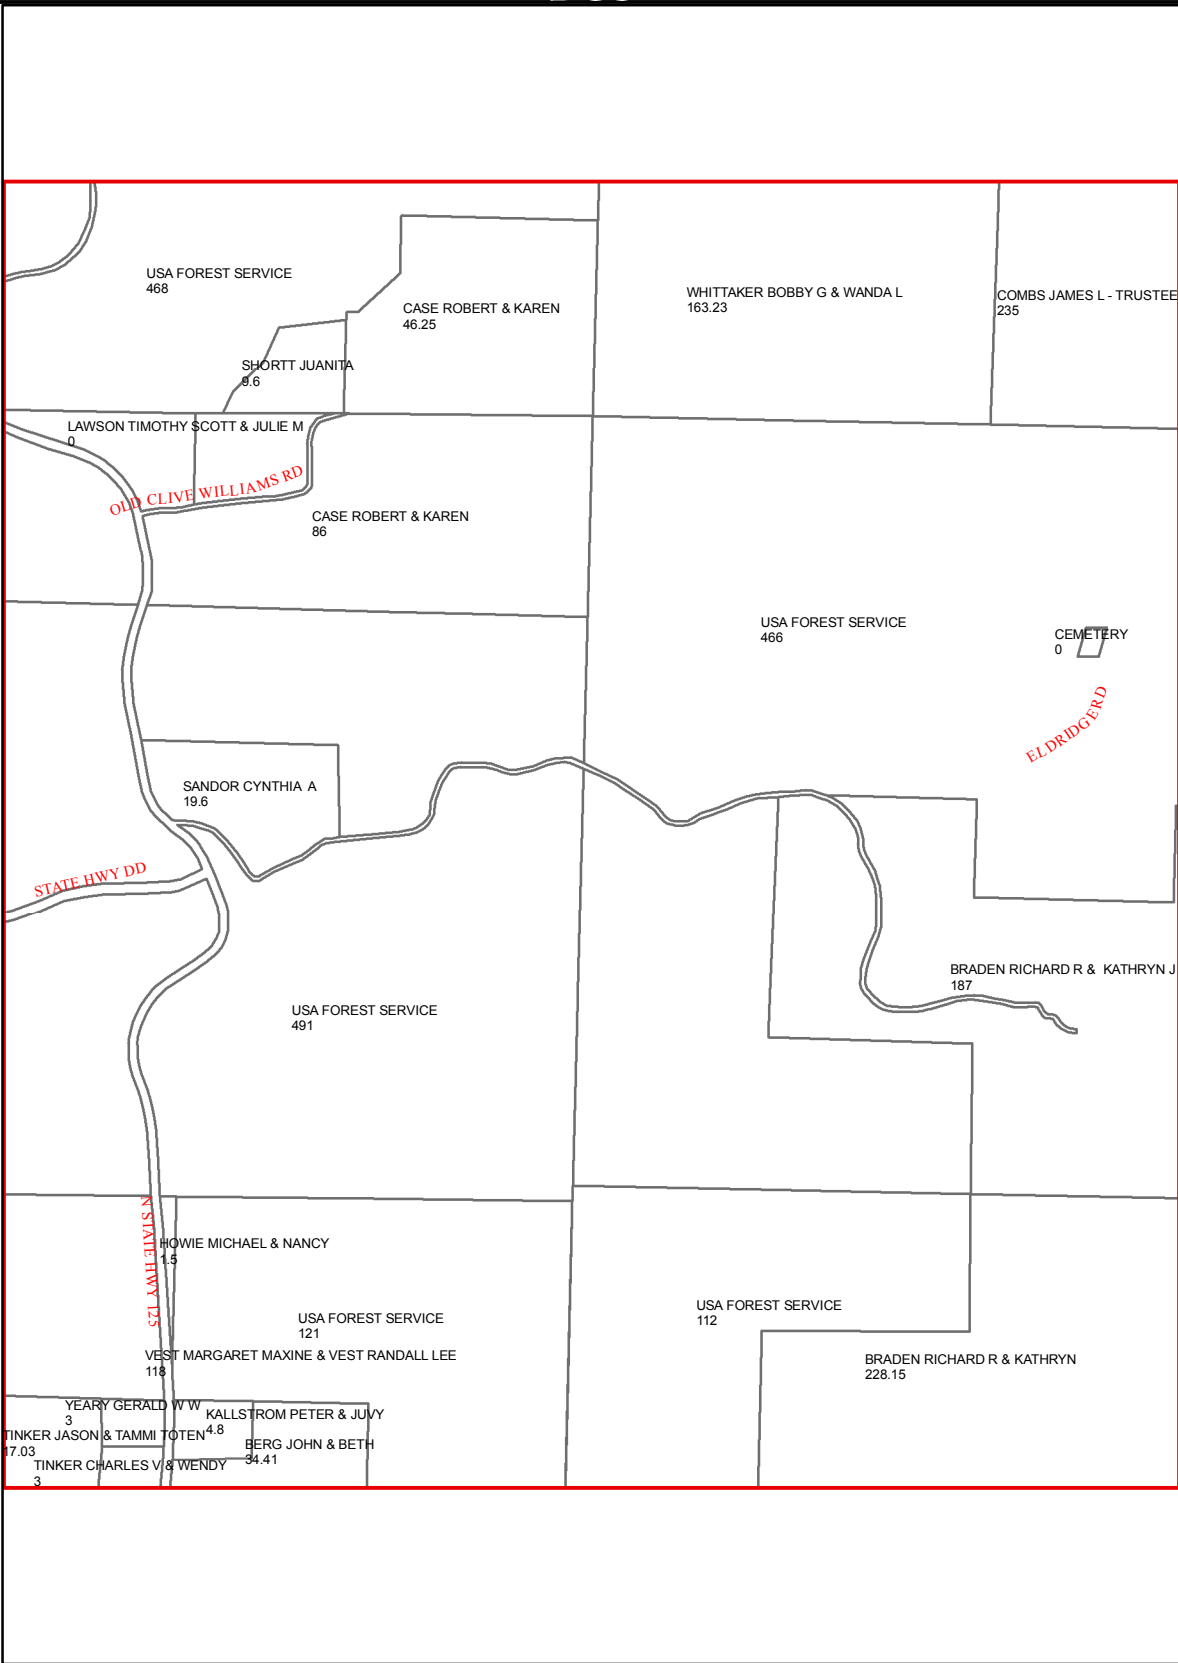 USA FOREST SERVICE
468
CASE ROBERT & KAREN
46.25
WHITTAKER BOBBY G & WANDA L
163.23
COMBS JAMES L - TRUSTEE
235
SHORTT JUANITA
9.6
LAWSON TIMOTHY SCOTT & JULIE M
0
OLD CLIVE WILLIAMS RD
CASE ROBERT & KAREN
86
USA FOREST SERVICE
466
CEMETERY
0
ELDRIDGE RD
SANDOR CYNTHIA A
19.6
STATE HWY DD
BRADEN RICHARD R & KATHRYN J
187
USA FOREST SERVICE
491
N STATE HWY 125
HOWIE MICHAEL & NANCY
1.5
USA FOREST SERVICE
121
USA FOREST SERVICE
112
VEST MARGARET MAXINE & VEST RANDALL LEE
118
BRADEN RICHARD R & KATHRYN
228.15
YEARY GERALD W W
3
KALLSTROM PETER & JUVY
4.8
TINKER JASON & TAMMI TOTEN
17.03
BERG JOHN & BETH
34.41
TINKER CHARLES V & WENDY
3